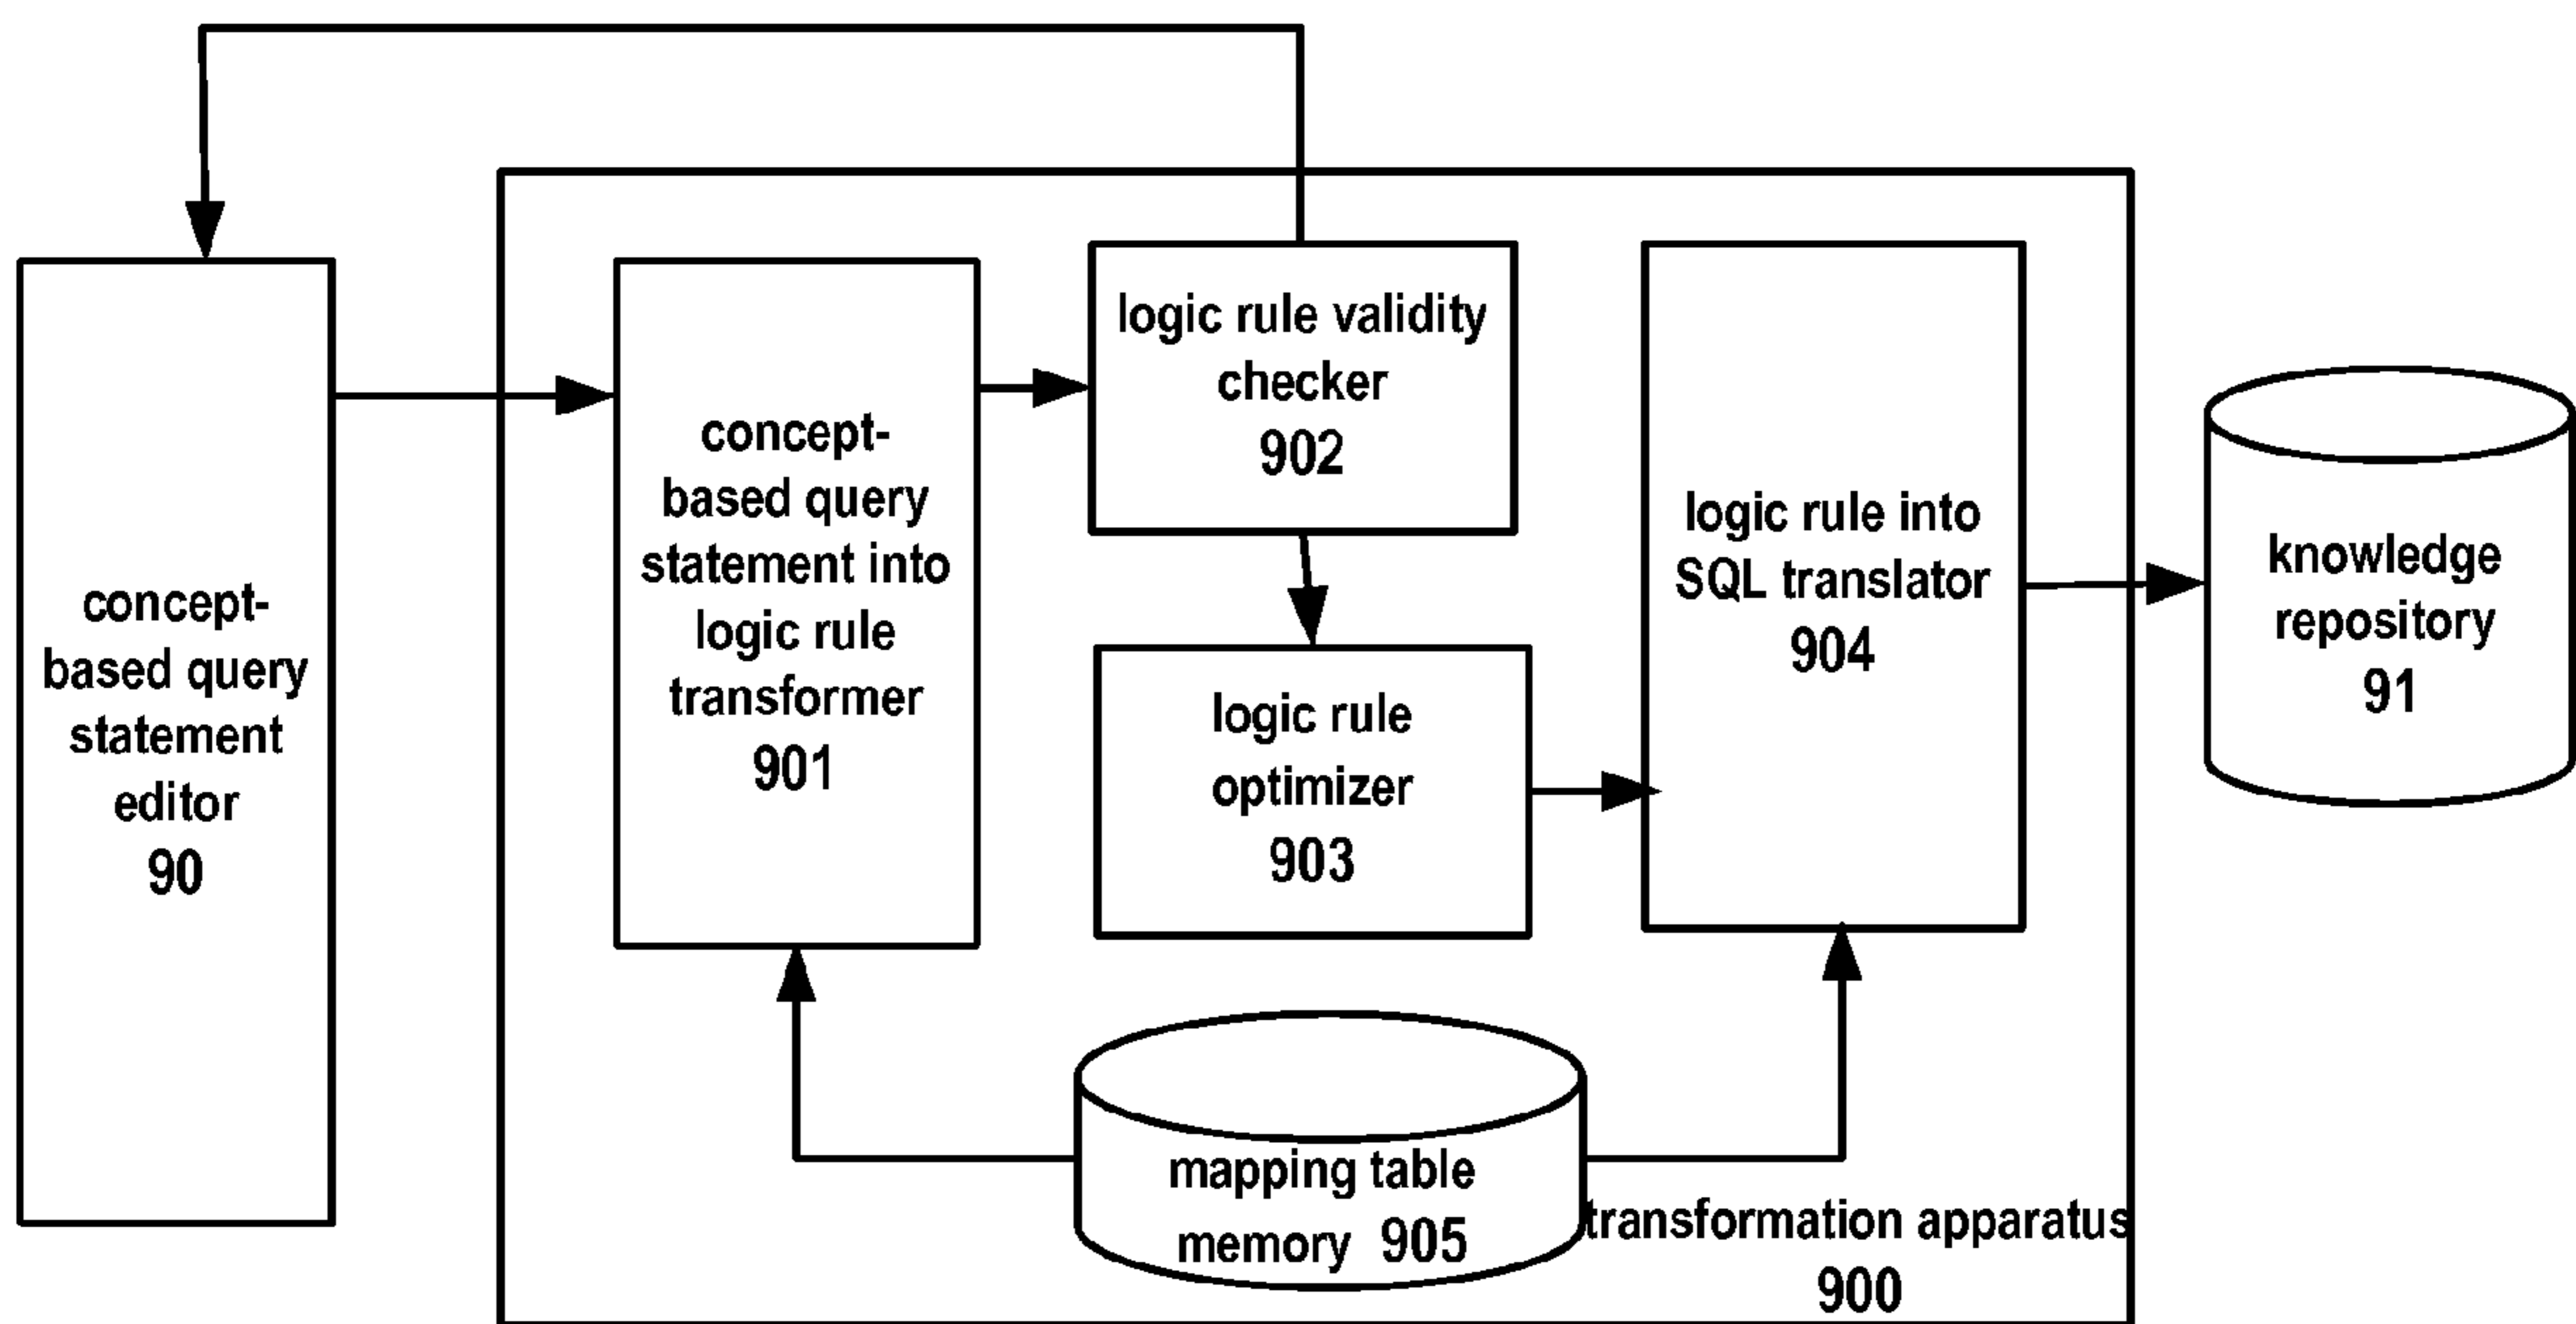 concept-
based query
statement
editor
90
concept-
based query
statement into
logic rule
transformer
901
logic rule validity
checker
902
logic rule
optimizer
903
logic rule into
SQL translator
904
knowledge
repository
91
mapping table
memory 905
transformation apparatus
900